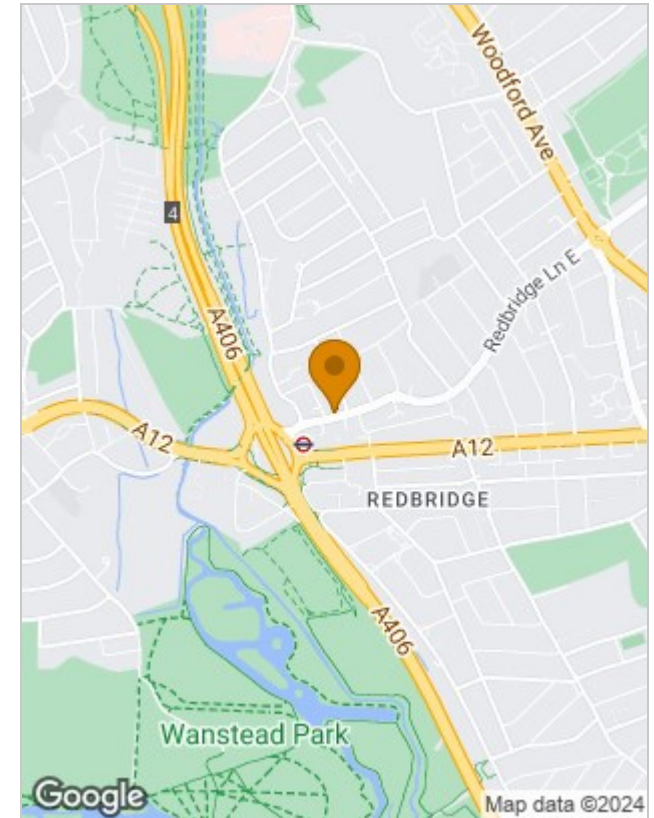 Woodford Ave
4
Redbridge Ln E
A406
A12
A12
REDBRIDGE
A406
Wanstead Park
Google
Map data ©2024